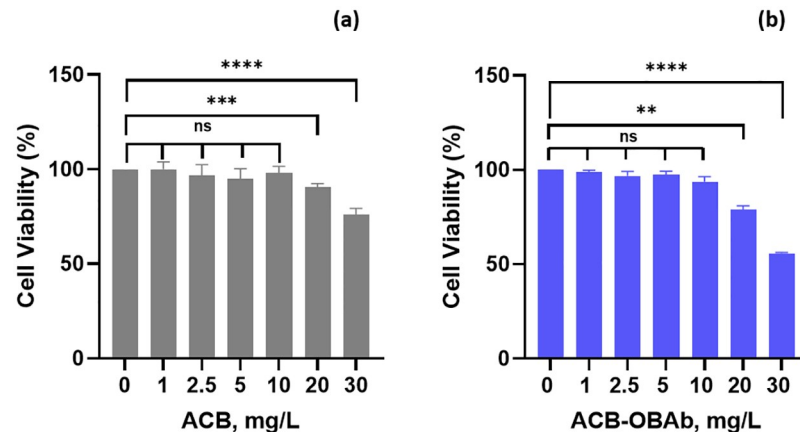 (a)
****
***
ns
150
100
50
0
Cell Viability (%)
0 1 2.5 5 10 20 30
ACB, mg/L
(b)
****
**
ns
150
100
50
0
Cell Viability (%)
0 1 2.5 5 10 20 30
ACB-OBAb, mg/L